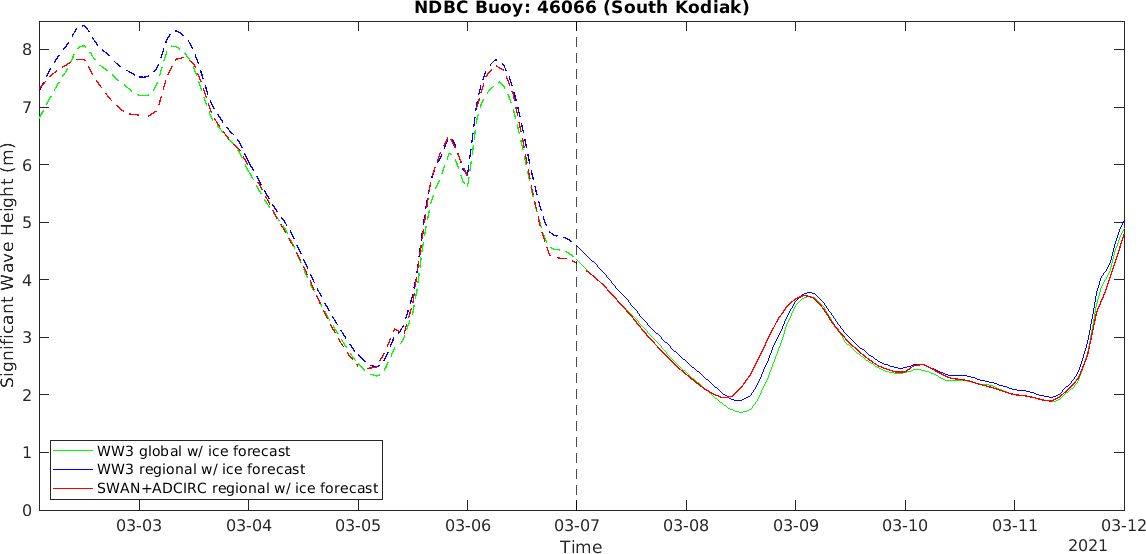 NDBC Buoy: 46066 (South Kodiak)
Significant Wave Height (m)
8
7
6
5
4
3
2
1
0
WW3 global w/ ice forecast
WW3 regional w/ ice forecast
SWAN+ADCIRC regional w/ ice forecast
03-03 03-04 03-05 03-06 03-07 03-08 03-09 03-10 03-11 03-12
Time
2021